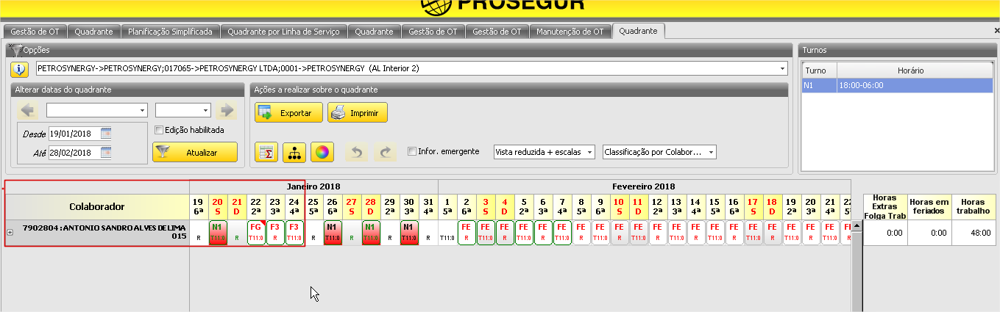 PROSEGUR
Gestão de OT Quadrante Planificação Simplificada Quadrante por Linha de Serviço Quadrante Gestão de OT Gestão de OT Manutenção de OT Quadrante
Opções
Turnos
PETROSYNERGY->PETROSYNERGY;017065->PETROSYNERGY LTDA;0001->PETROSYNERGY (AL Interior 2)
Turno Horário
N1 18:00-06:00
Alterar datas do quadrante
Ações a realizar sobre o quadrante
Exportar Imprimir
Desde 19/01/2018
Edição habilitada
Até 28/02/2018
Atualizar
Infor. emergente
Vista reduzida + escalas
Classificação por Colabor...
Janeiro 2018 Fevereiro 2018
Colaborador
19 20 21 22 23 24 25 26 27 28 29 30 31 1 2 3 4 5 6 7 8 9 10 11 12 13 14 15 16 17 18 19 20 21 22
6ª S D 2ª 3ª 4ª 5ª 6ª S D 2ª 3ª 4ª 5ª 6ª S D 2ª 3ª 4ª 5ª 6ª S D 2ª 3ª 4ª 5ª 6ª S D 2ª 3ª 4ª 5ª
Horas Extras Folga Trab
Horas em feriados
Horas trabalho
7902804 : ANTONIO SANDRO ALVES DE LIMA
015
N1 FG F3 F3 N1 N1 N1 FE FE FE FE FE FE FE FE FE FE FE FE FE FE FE FE FE FE FE FE FE
R T11:0 R T11:0 R T11:0 R T11:0 R T11:0 R T11:0 R T11:0 R T11:0 R T11:0 R T11:0 R T11:0 R T11:0 R T11:0 R T11:0 R T11:0 R T11:0 R T11:0
0:00 0:00 48:00